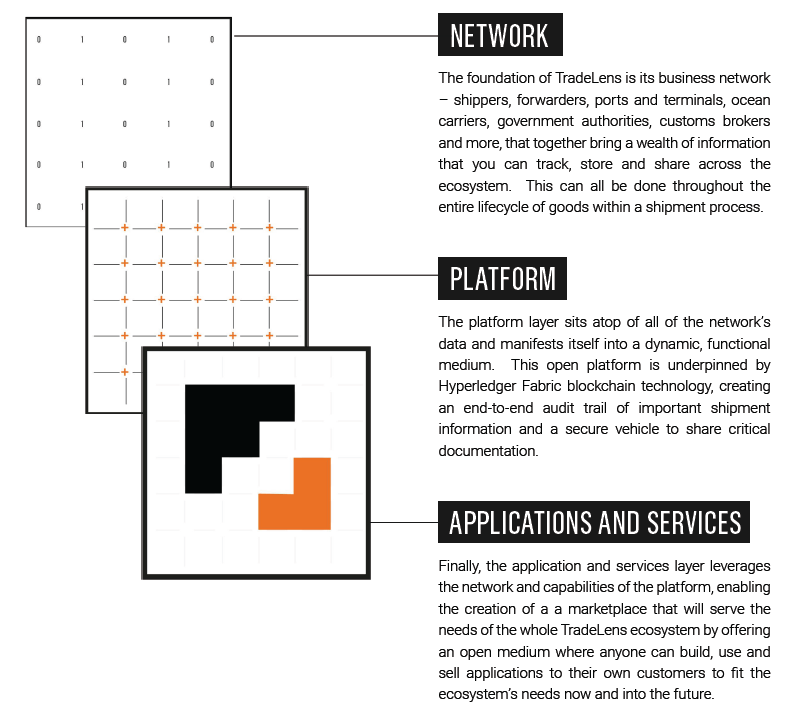 0 1 0 1 0
0 1 0 1 0
0 1 0 1 0
0 1 0 1 0
0 1
NETWORK
The foundation of TradeLens is its business network
– shippers, forwarders, ports and terminals, ocean
carriers, government authorities, customs brokers
and more, that together bring a wealth of information
that you can track, store and share across the
ecosystem. This can all be done throughout the
entire lifecycle of goods within a shipment process.
PLATFORM
The platform layer sits atop of all of the network's
data and manifests itself into a dynamic, functional
medium. This open platform is underpinned by
Hyperledger Fabric blockchain technology, creating
an end-to-end audit trail of important shipment
information and a secure vehicle to share critical
documentation.
APPLICATIONS AND SERVICES
Finally, the application and services layer leverages
the network and capabilities of the platform, enabling
the creation of a a marketplace that will serve the
needs of the whole TradeLens ecosystem by offering
an open medium where anyone can build, use and
sell applications to their own customers to fit the
ecosystem's needs now and into the future.